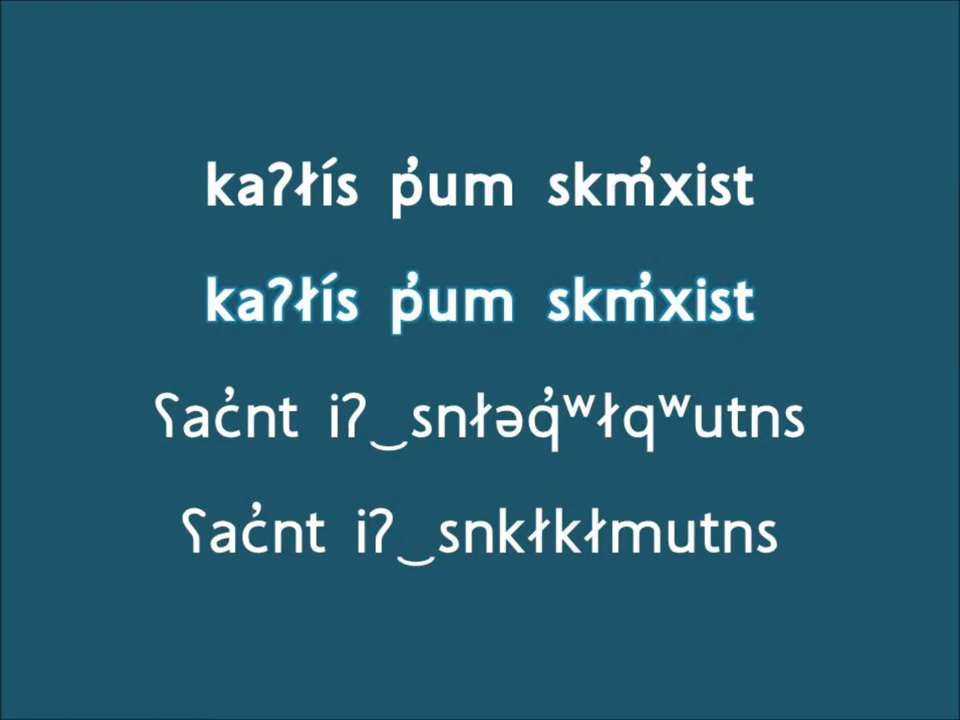 kaʔłís p̓um skm̓xist
kaʔłís p̓um skm̓xist
ʕac̓nt iʔ‿snłəq̓ʷłqʷutns
ʕac̓nt iʔ‿snkłkłmutns